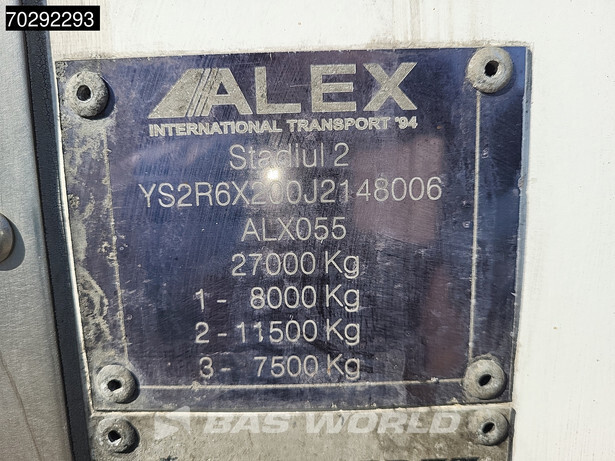 70292293
ALEX
INTERNATIONAL TRANSPORT '94
Stadiul 2
YS2R6X200J2148006
ALX055
27000 Kg
1 - 8000 Kg
2 - 11500 Kg
3 - 7500 Kg
BAS WORLD